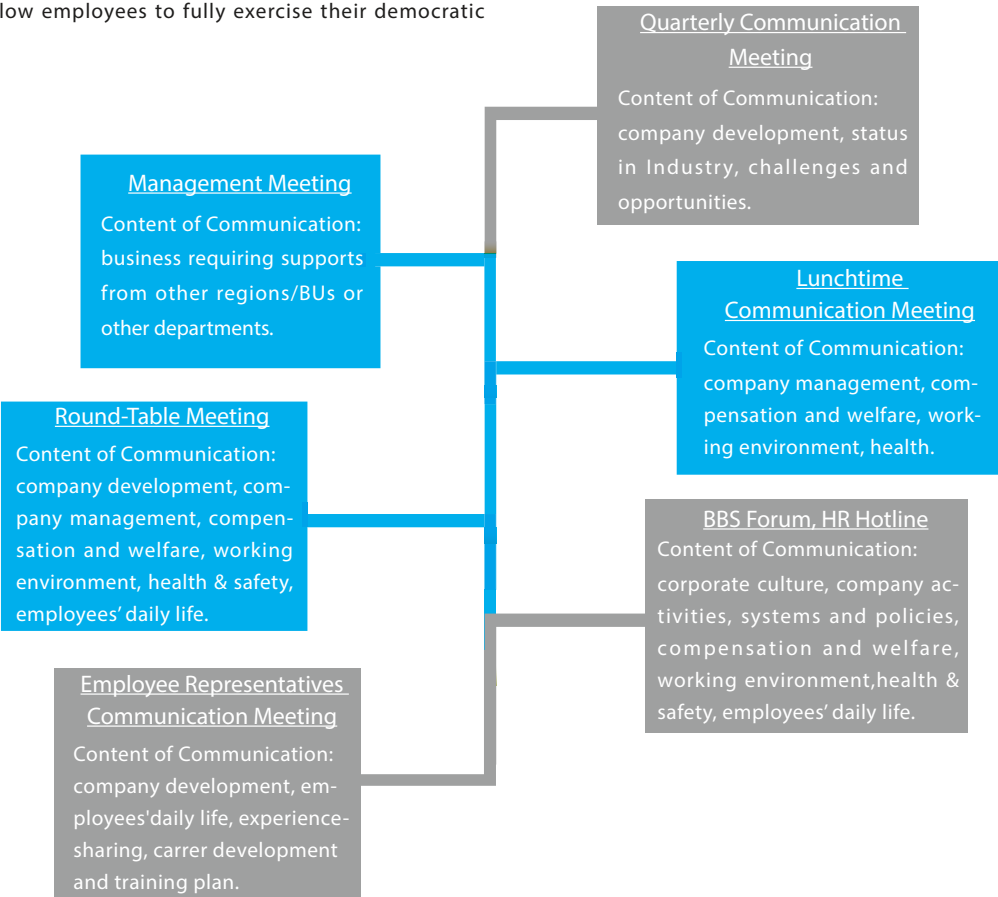 low employees to fully exercise their democratic
Quarterly Communication
Meeting
Content of Communication:
company development, status
in Industry, challenges and
opportunities.
Management Meeting
Content of Communication:
business requiring supports
from other regions/BUs or
other departments.
Lunchtime
Communication Meeting
Content of Communication:
company management, com-
pensation and welfare, work-
ing environment, health.
Round-Table Meeting
Content of Communication:
company development, com-
pany management, compen-
sation and welfare, working
environment, health & safety,
employees’ daily life.
BBS Forum, HR Hotline
Content of Communication:
corporate culture, company ac-
tivities, systems and policies,
compensation and welfare,
working environment,health &
safety, employees’ daily life.
Employee Representatives
Communication Meeting
Content of Communication:
company development, em-
ployees'daily life, experience-
sharing, carrer development
and training plan.